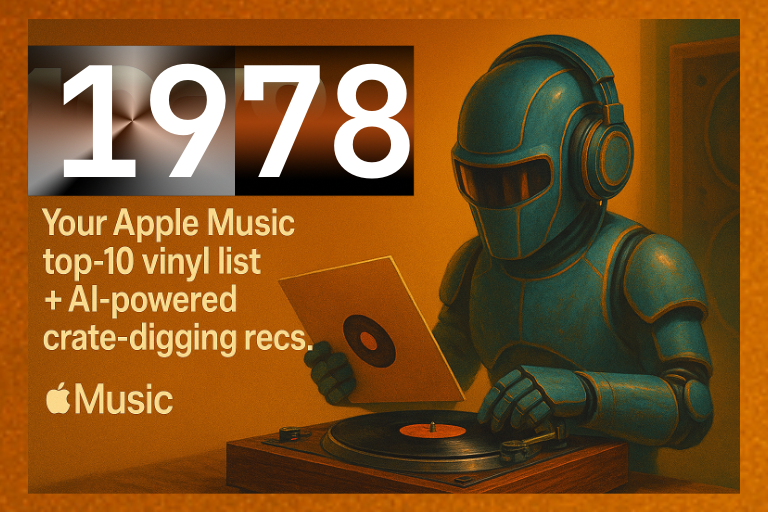 1978
Your Apple Music
top-10 vinyl list
+ AI-powered
crate-digging recs.
Music